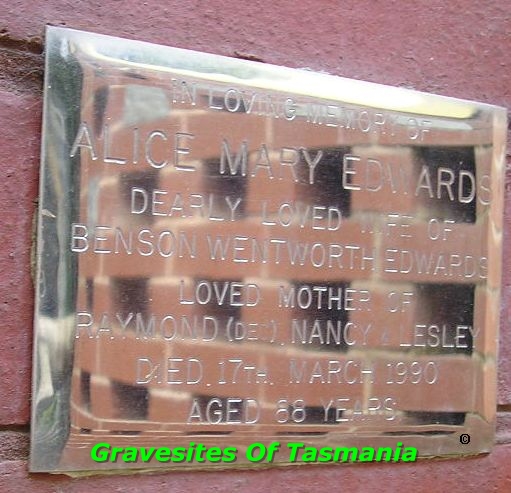 IN LOVING MEMORY OF
ALICE MARY EDWARDS
DEARLY LOVED WIFE OF
BENSON WENTWORTH EDWARDS
LOVED MOTHER OF
RAYMOND (DEC'), NANCY & LESLEY
DIED. 17TH. MARCH 1990
AGED 88 YEARS
©
Gravesites Of Tasmania